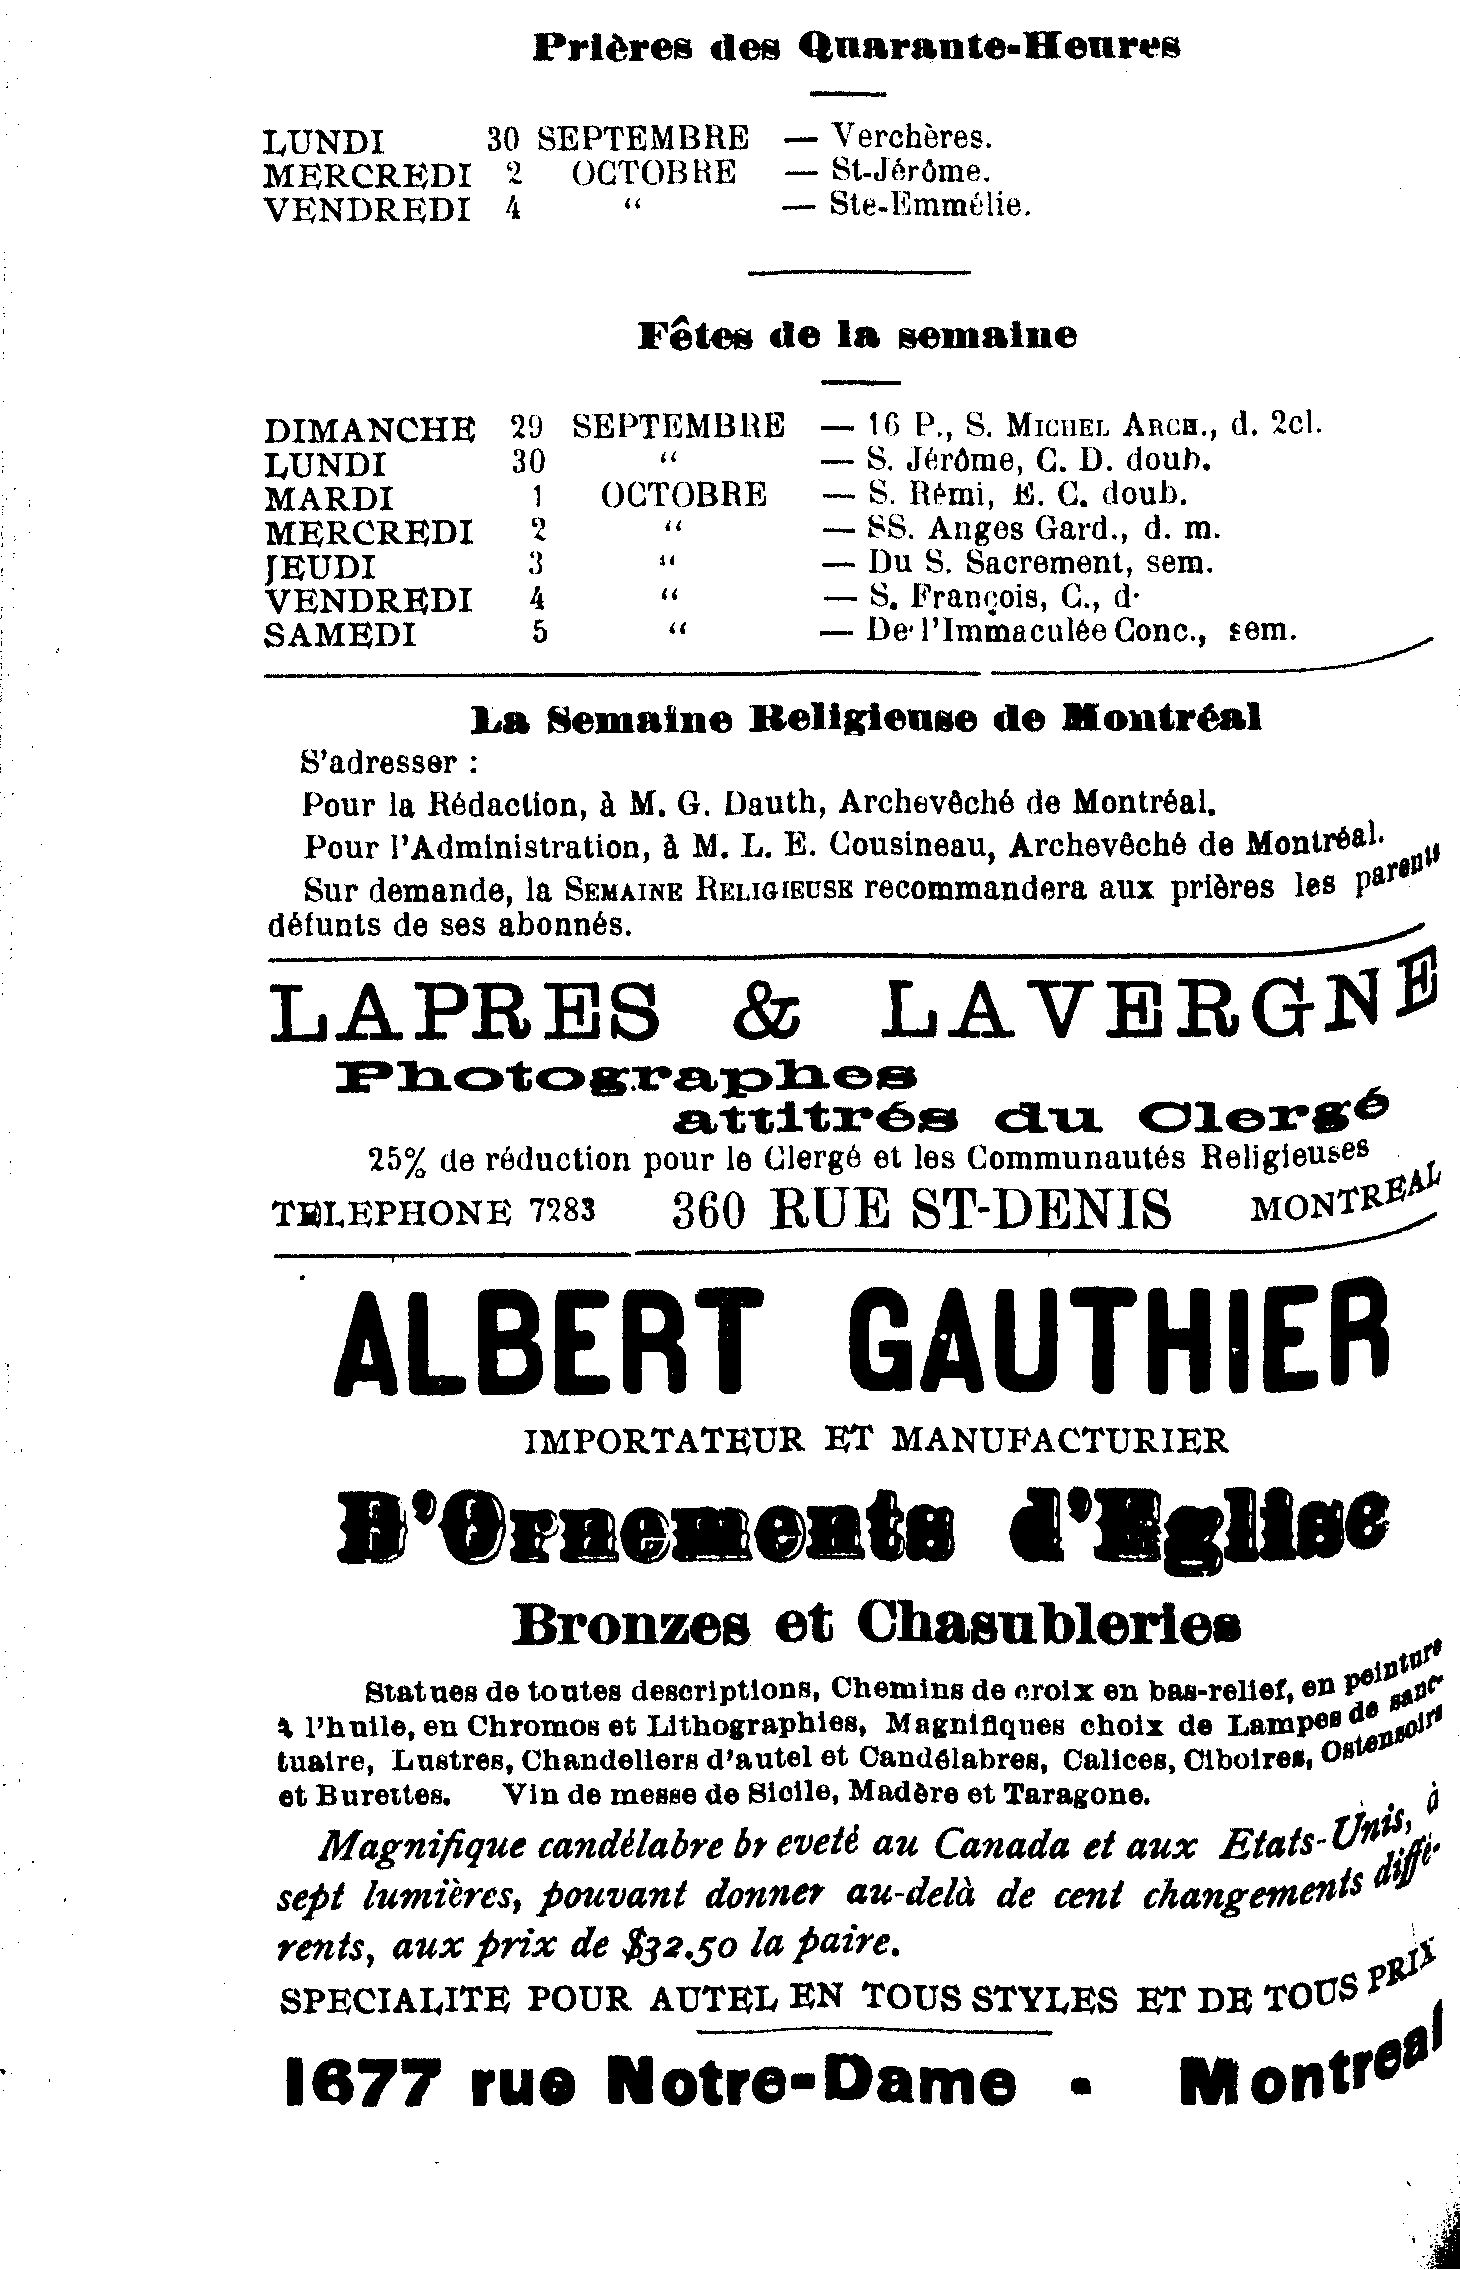 Prières des Quarante-Heures
LUNDI 30 SEPTEMBRE — Verchères.
MERCREDI 2 OCTOBRE — St-Jérôme.
VENDREDI 4 “ — Ste-Emmélie.
Fêtes de la semaine
DIMANCHE 29 SEPTEMBRE — 16 P., S. MICHEL ARCH., d. 2cl.
LUNDI 30 “ — S. Jérôme, C. D. doub.
MARDI 1 OCTOBRE — S. Rémi, E. C. doub.
MERCREDI 2 “ — SS. Anges Gard., d. m.
JEUDI 3 “ — Du S. Sacrement, sem.
VENDREDI 4 “ — S. François, C., d·
SAMEDI 5 “ — De l'Immaculée Conc., sem.
La Semaine Religieuse de Montréal
S'adresser :
Pour la Rédaction, à M. G. Dauth, Archevêché de Montréal.
Pour l'Administration, à M. L. E. Cousineau, Archevêché de Montréal.
Sur demande, la SEMAINE RELIGIEUSE recommandera aux prières les parents
défunts de ses abonnés.
LAPRES & LAVERGNE
Photographes
attitrés du Clergé
25% de réduction pour le Clergé et les Communautés Religieuses
TELEPHONE 7283 360 RUE ST-DENIS MONTREAL
ALBERT GAUTHIER
IMPORTATEUR ET MANUFACTURIER
D'Ornements d'Eglise
Bronzes et Chasubleries
Statues de toutes descriptions, Chemins de croix en bas-relief, en peinture
à l'huile, en Chromos et Lithographies, Magnifiques choix de Lampes de sanc-
tuaire, Lustres, Chandeliers d'autel et Candélabres, Calices, Ciboires, Ostensoirs
et Burettes. Vin de messe de Sicile, Madère et Taragone.
Magnifique candélabre breveté au Canada et aux Etats-Unis, à
sept lumières, pouvant donner au-delà de cent changements diffé-
rents, aux prix de $32.50 la paire.
SPECIALITE POUR AUTEL EN TOUS STYLES ET DE TOUS PRIX
1677 rue Notre-Dame - Montreal